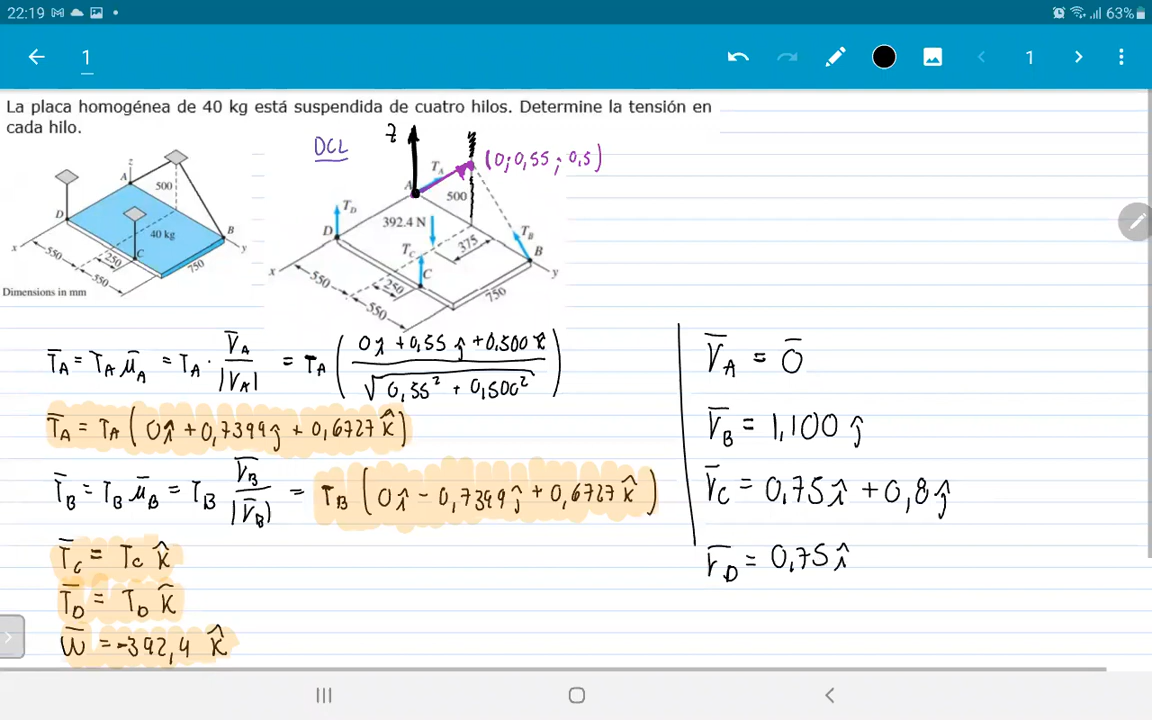 22:19
63%
1
1
La placa homogénea de 40 kg está suspendida de cuatro hilos. Determine la tensión en
cada hilo.
z
A
500
D
B
40 kg
x
y
C
550
250
550
750
Dimensions in mm
DCL
z
(0; 0,55 ; 0,5)
T_A
A
500
T_D
392.4 N
D
T_B
T_C
375
B
C
x
y
550
250
550
750
T̄_A = T_A μ̄_A = T_A · V̄_A / |V̄_A| = T_A ( (0î + 0,55 ĵ + 0,500 k̂) / √(0,55² + 0,500²) )
T̄_A = T_A ( 0î + 0,7399 ĵ + 0,6727 k̂ )
T̄_B = T_B μ̄_B = T_B V̄_B / |V̄_B| = T_B ( 0î − 0,7399 ĵ + 0,6727 k̂ )
T̄_C = T_C k̂
T̄_D = T_D k̂
W̄ = -392,4 k̂
r̄_A = 0̄
r̄_B = 1,100 ĵ
r̄_C = 0,75 î + 0,8 ĵ
r̄_D = 0,75 î